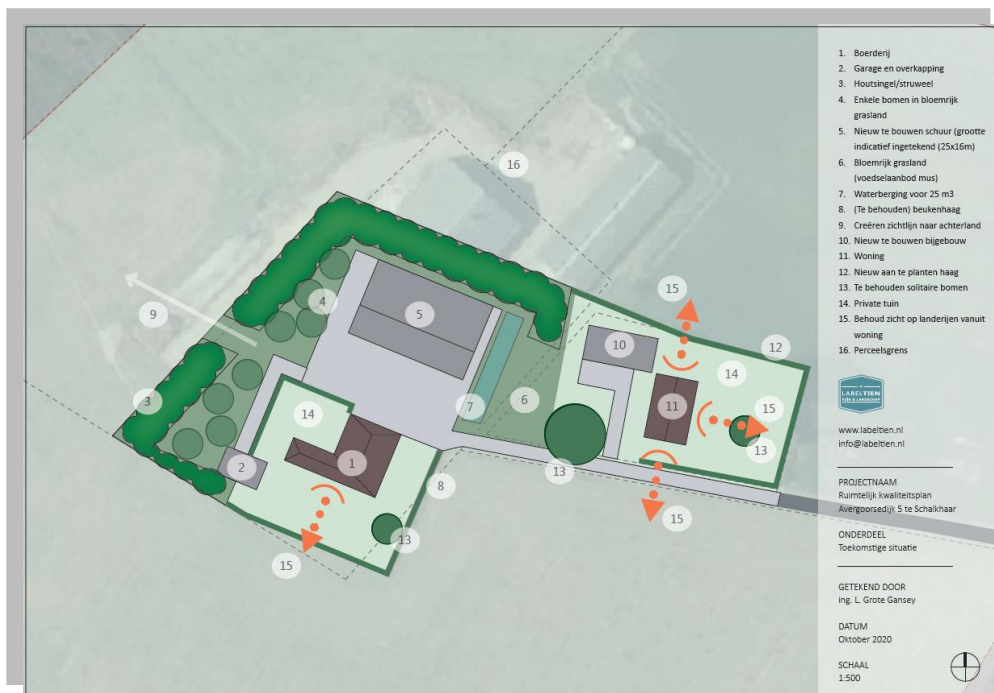 1. Boerderij
2. Garage en overkapping
3. Houtsingel/struweel
4. Enkele bomen in bloemrijk
grasland
5. Nieuw te bouwen schuur (grootte
indicatief ingetekend (25x16m)
6. Bloemrijk grasland
(voedselaanbod mus)
7. Waterberging voor 25 m3
8. (Te behouden) beukenhaag
9. Creëren zichtlijn naar achterland
10. Nieuw te bouwen bijgebouw
11. Woning
12. Nieuw aan te planten haag
13. Te behouden solitaire bomen
14. Private tuin
15. Behoud zicht op landerijen vanuit
woning
16. Perceelsgrens
LABELTIEN
TUIN & LANDSCHAP
www.labeltien.nl
info@labeltien.nl
PROJECTNAAM
Ruimtelijk kwaliteitsplan
Avergoorsedijk 5 te Schalkhaar
ONDERDEEL
Toekomstige situatie
GETEKEND DOOR
ing. L. Grote Gansey
DATUM
Oktober 2020
SCHAAL
1:500
16
15
9
4
5
10
12
14
3
14
7
6
11
15
13
2
1
8
13
15
13
15